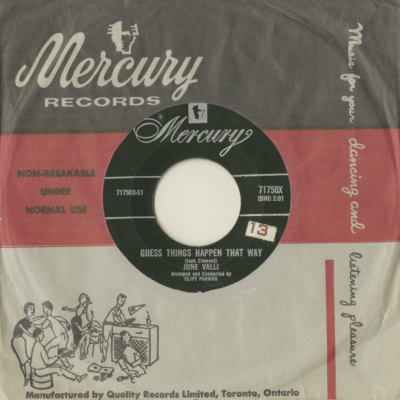 Mercury
RECORDS
Music for your dancing and listening pleasure
NON-BREAKABLE
UNDER
NORMAL USE
Mercury
71750X-S1
71750X
(BMI) 2:01
13
GUESS THINGS HAPPEN THAT WAY
(Jack Clement)
JUNE VALLI
Arranged and Conducted by
CLIFF PARMAN
Manufactured by Quality Records Limited, Toronto, Ontario